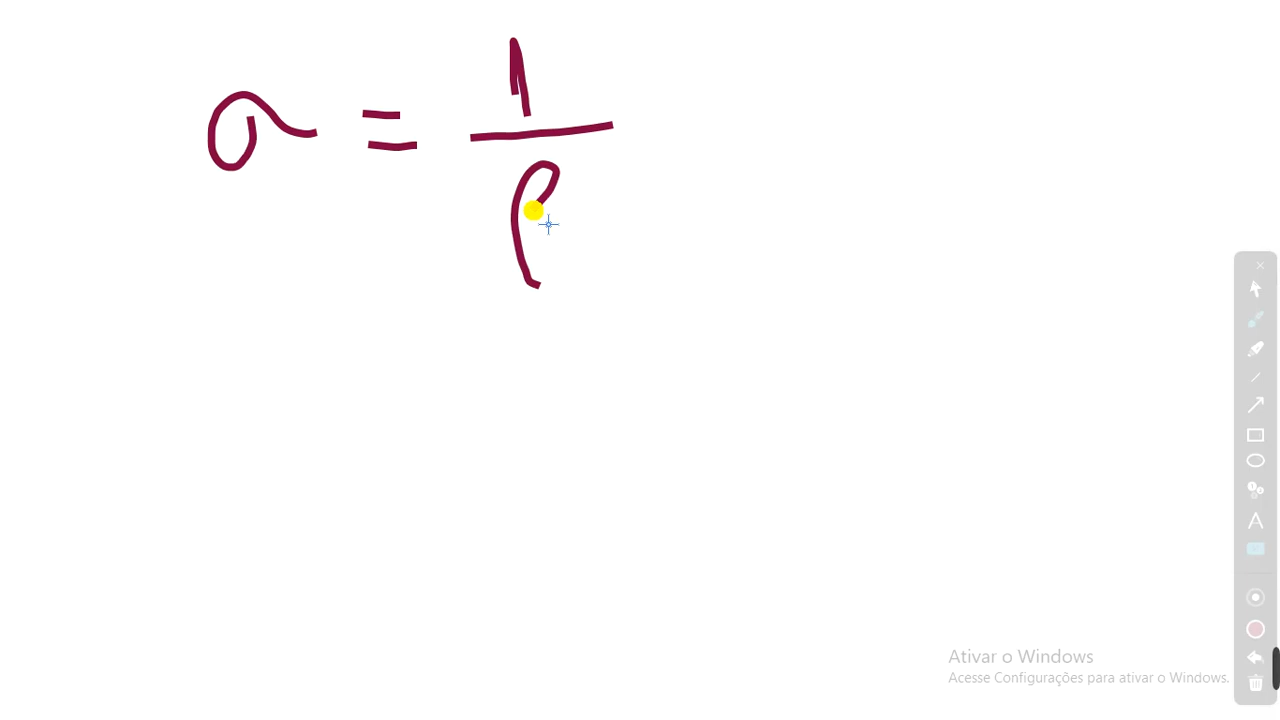 σ = 1/ρ
Ativar o Windows
Acesse Configurações para ativar o Windows.